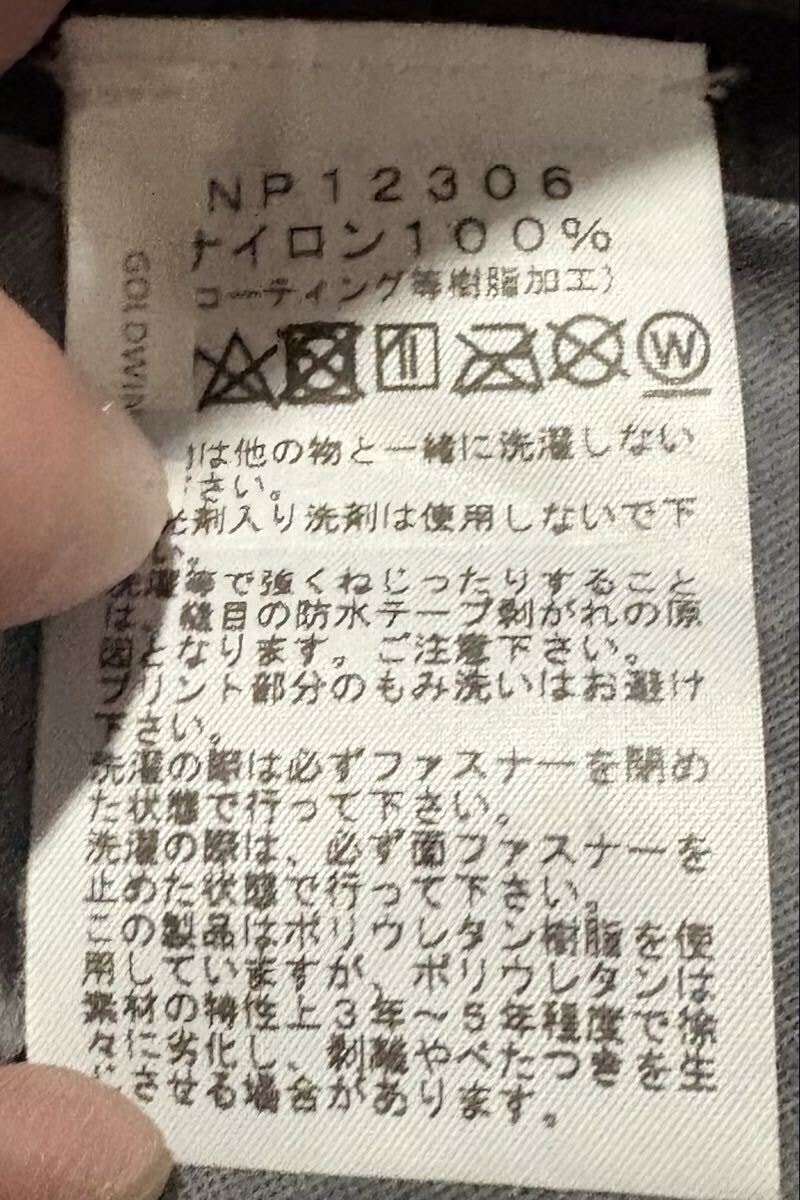 NP12306
ナイロン100%
コーティング等樹脂加工)
W
GOLDWIN
は他の物と一緒に洗濯しない
さい。
光剤入り洗剤は使用しないで下
い。
洗濯等で強くねじったりすること
は、縫目の防水テープ剥がれの原
因となります。ご注意下さい。
プリント部分のもみ洗いはお避け
下さい。
洗濯の際は必ずファスナーを閉め
た状態で行って下さい。
洗濯の際は、必ず面ファスナーを
止めた状態で行って下さい。
この製品はポリウレタン樹脂を使
用していますが、ポリウレタンは
素材の特性上3年~5年程度で徐
々に劣化し、剥離やべたつきを生
じさせる場合があります。